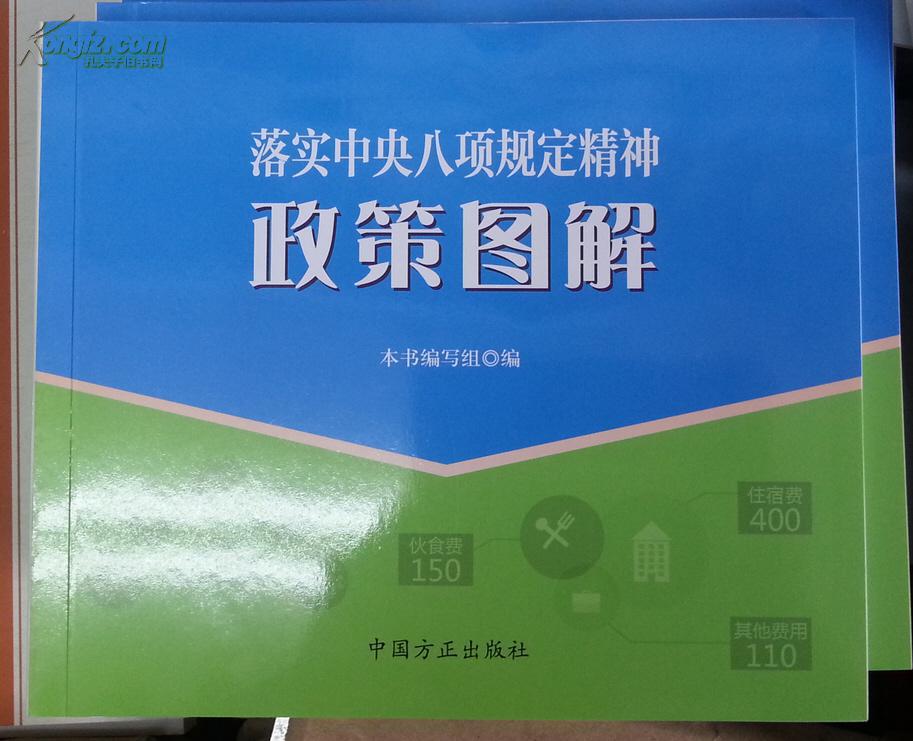 Kongfz.com
孔夫子旧书网
落实中央八项规定精神
政策图解
本书编写组◎编
住宿费
400
伙食费
150
其他费用
110
中国方正出版社